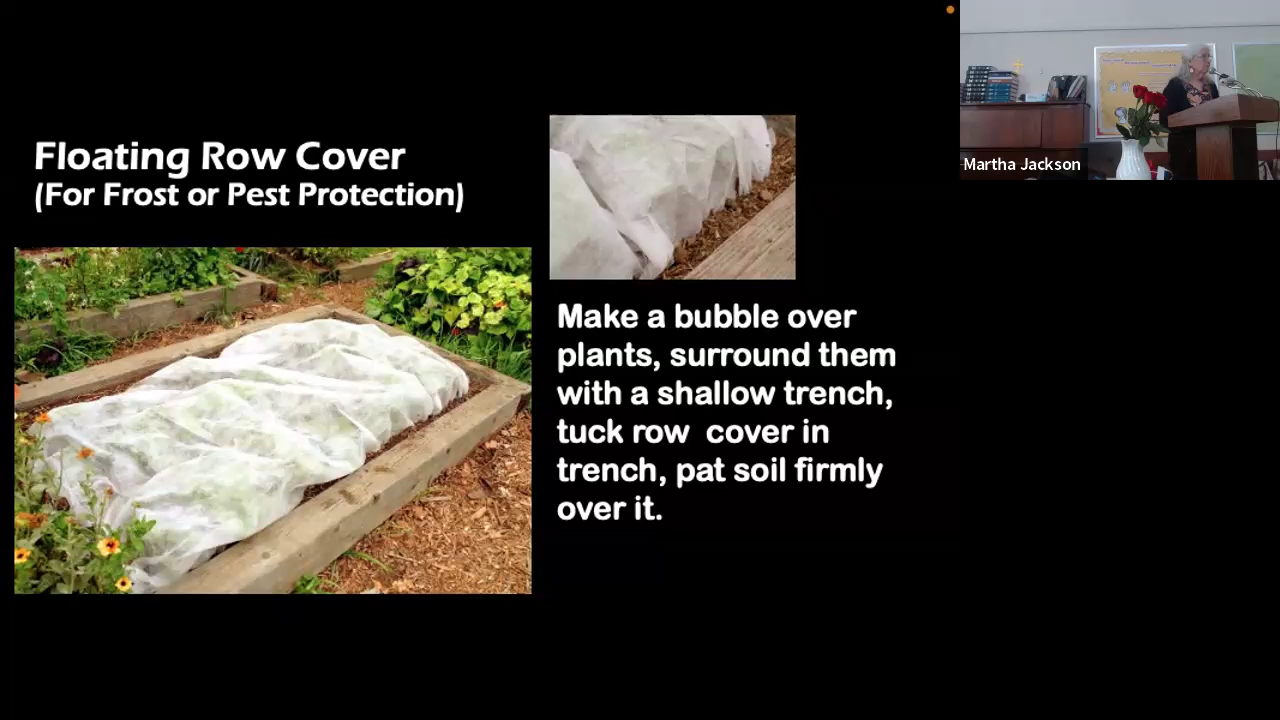 Floating Row Cover
(For Frost or Pest Protection)
Make a bubble over
plants, surround them
with a shallow trench,
tuck row cover in
trench, pat soil firmly
over it.
Martha Jackson